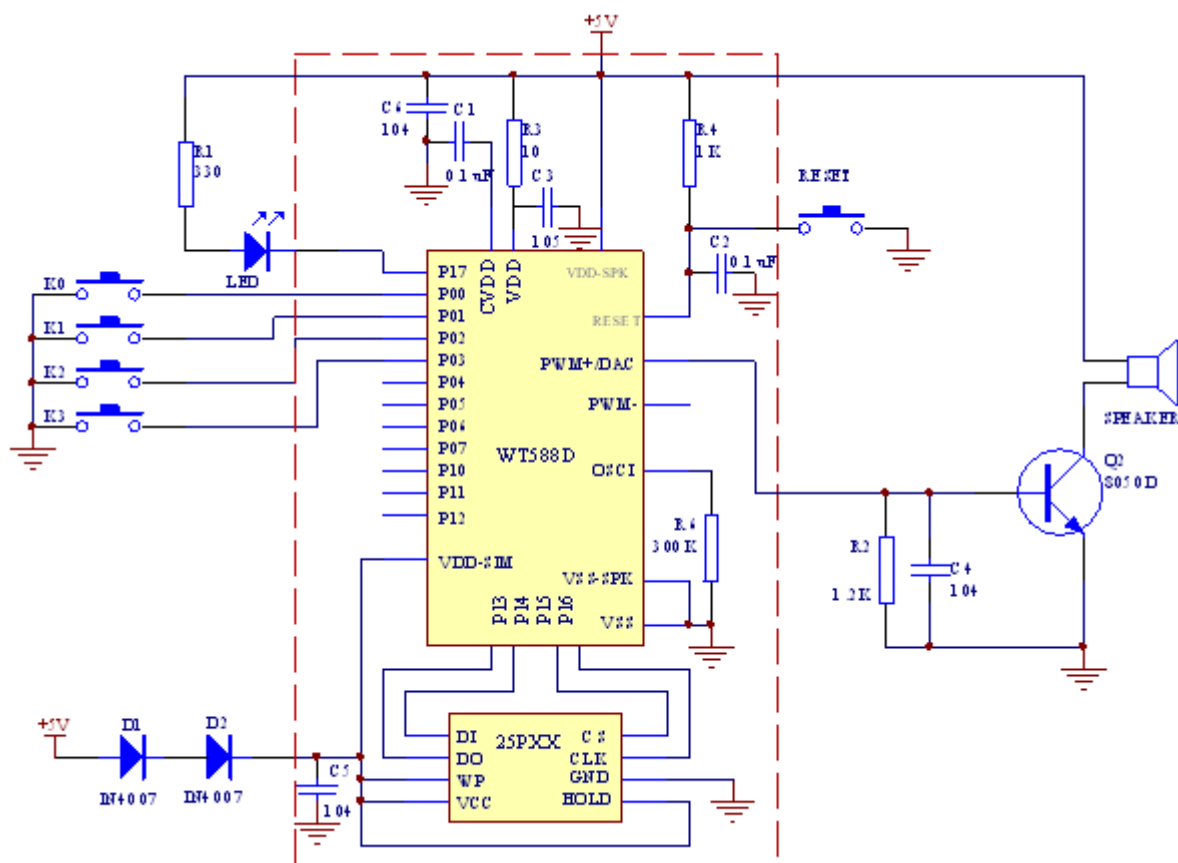 +5V
C6
104
C1
0.1uF
R3
10
C3
105
R4
1K
RESET
C2
0.1uF
R1
330
LED
K0
K1
K2
K3
P17
P00
P01
P02
P03
P04
P05
P06
P07
P10
P11
P12
VDD-SIM
CVDD
VDD
VDD-SPK
RESET
PWM+/DAC
PWM-
WT588D
OSCI
VSS-SPK
VSS
P13
P14
P15
P16
R6
300K
SPEAKER
Q2
8050D
R2
1.2K
C4
104
+5V
D1
IN4007
D2
IN4007
C5
104
25PXX
DI
DO
WP
VCC
CS
CLK
GND
HOLD